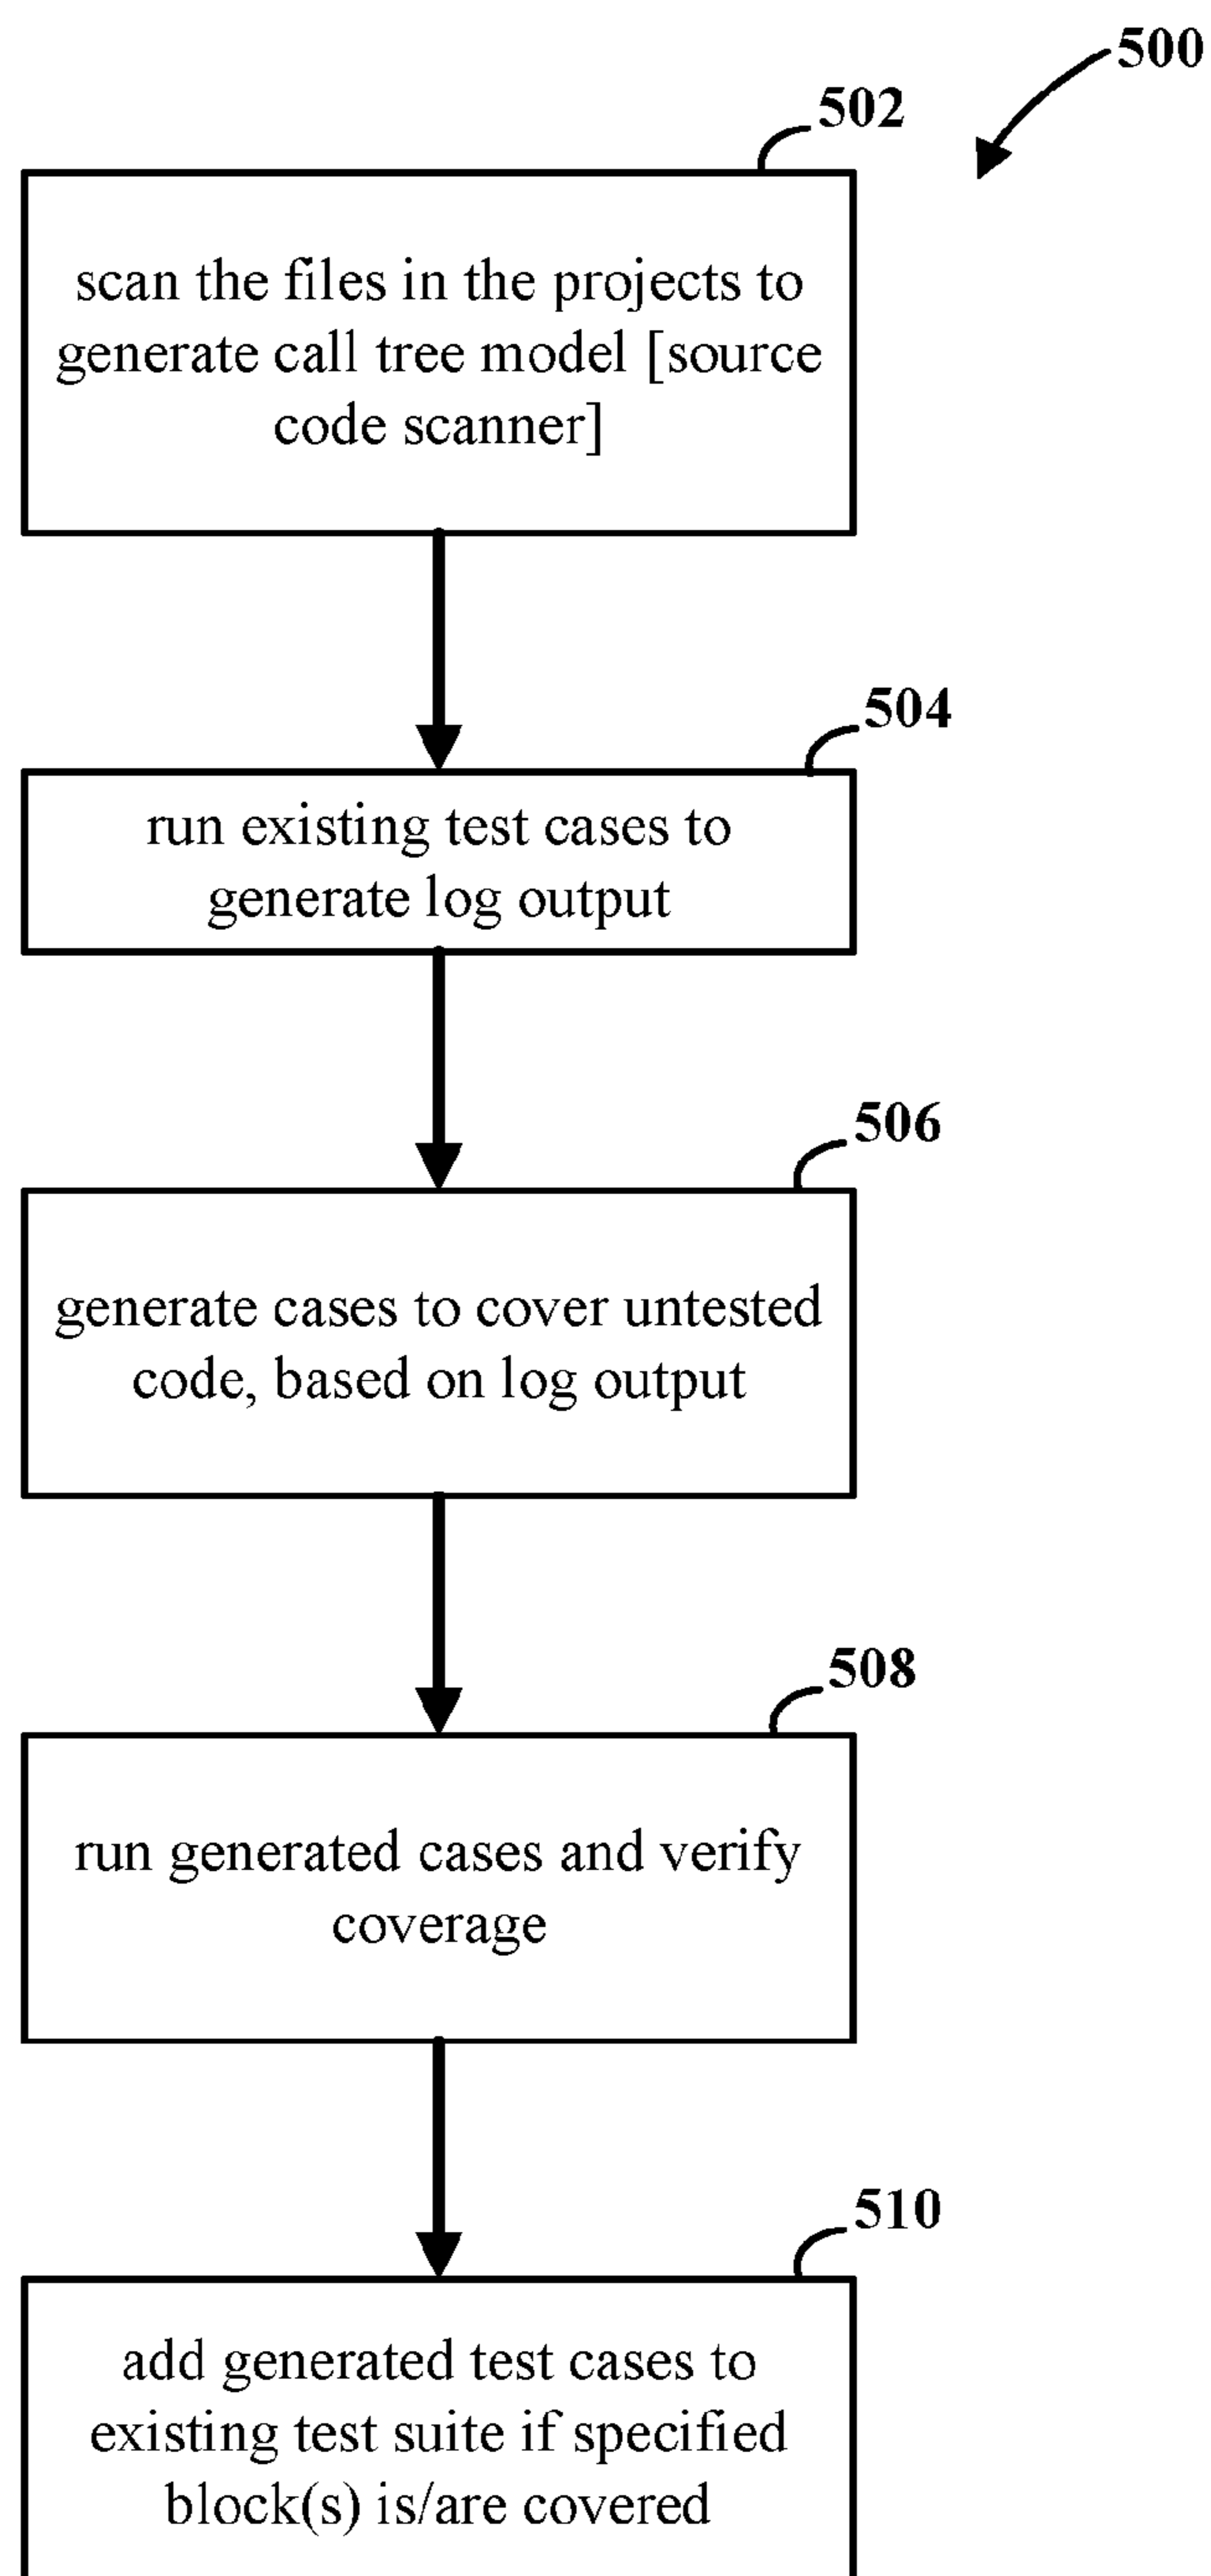 500
502
scan the files in the projects to
generate call tree model [source
code scanner]
504
run existing test cases to
generate log output
506
generate cases to cover untested
code, based on log output
508
run generated cases and verify
coverage
510
add generated test cases to
existing test suite if specified
block(s) is/are covered